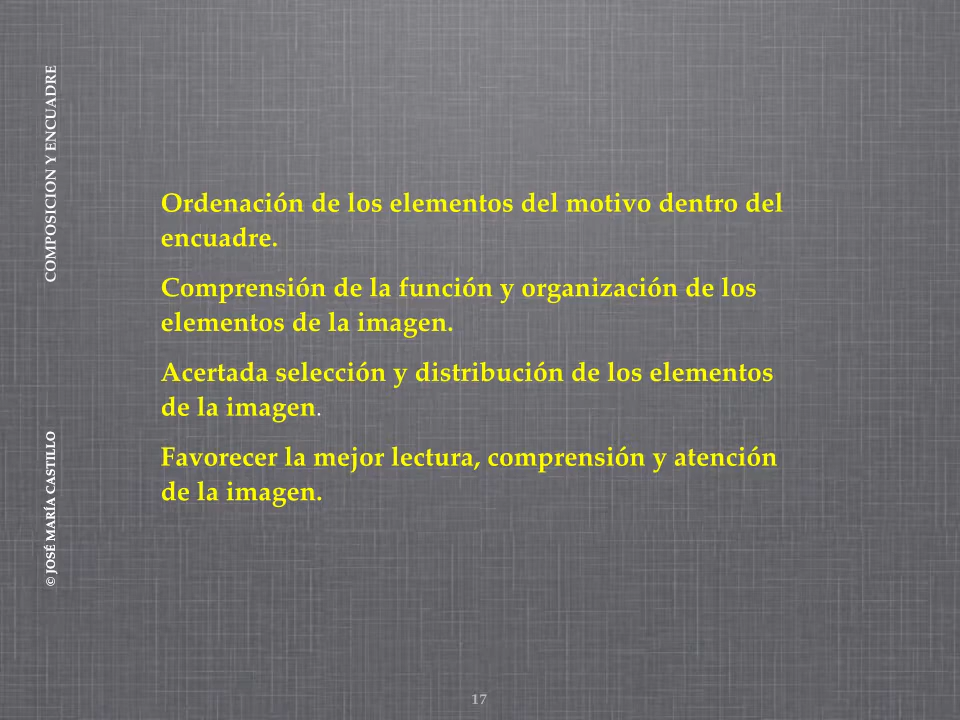 COMPOSICION Y ENCUADRE
Ordenación de los elementos del motivo dentro del
encuadre.
Comprensión de la función y organización de los
elementos de la imagen.
Acertada selección y distribución de los elementos
de la imagen.
Favorecer la mejor lectura, comprensión y atención
de la imagen.
© JOSÉ MARÍA CASTILLO
17